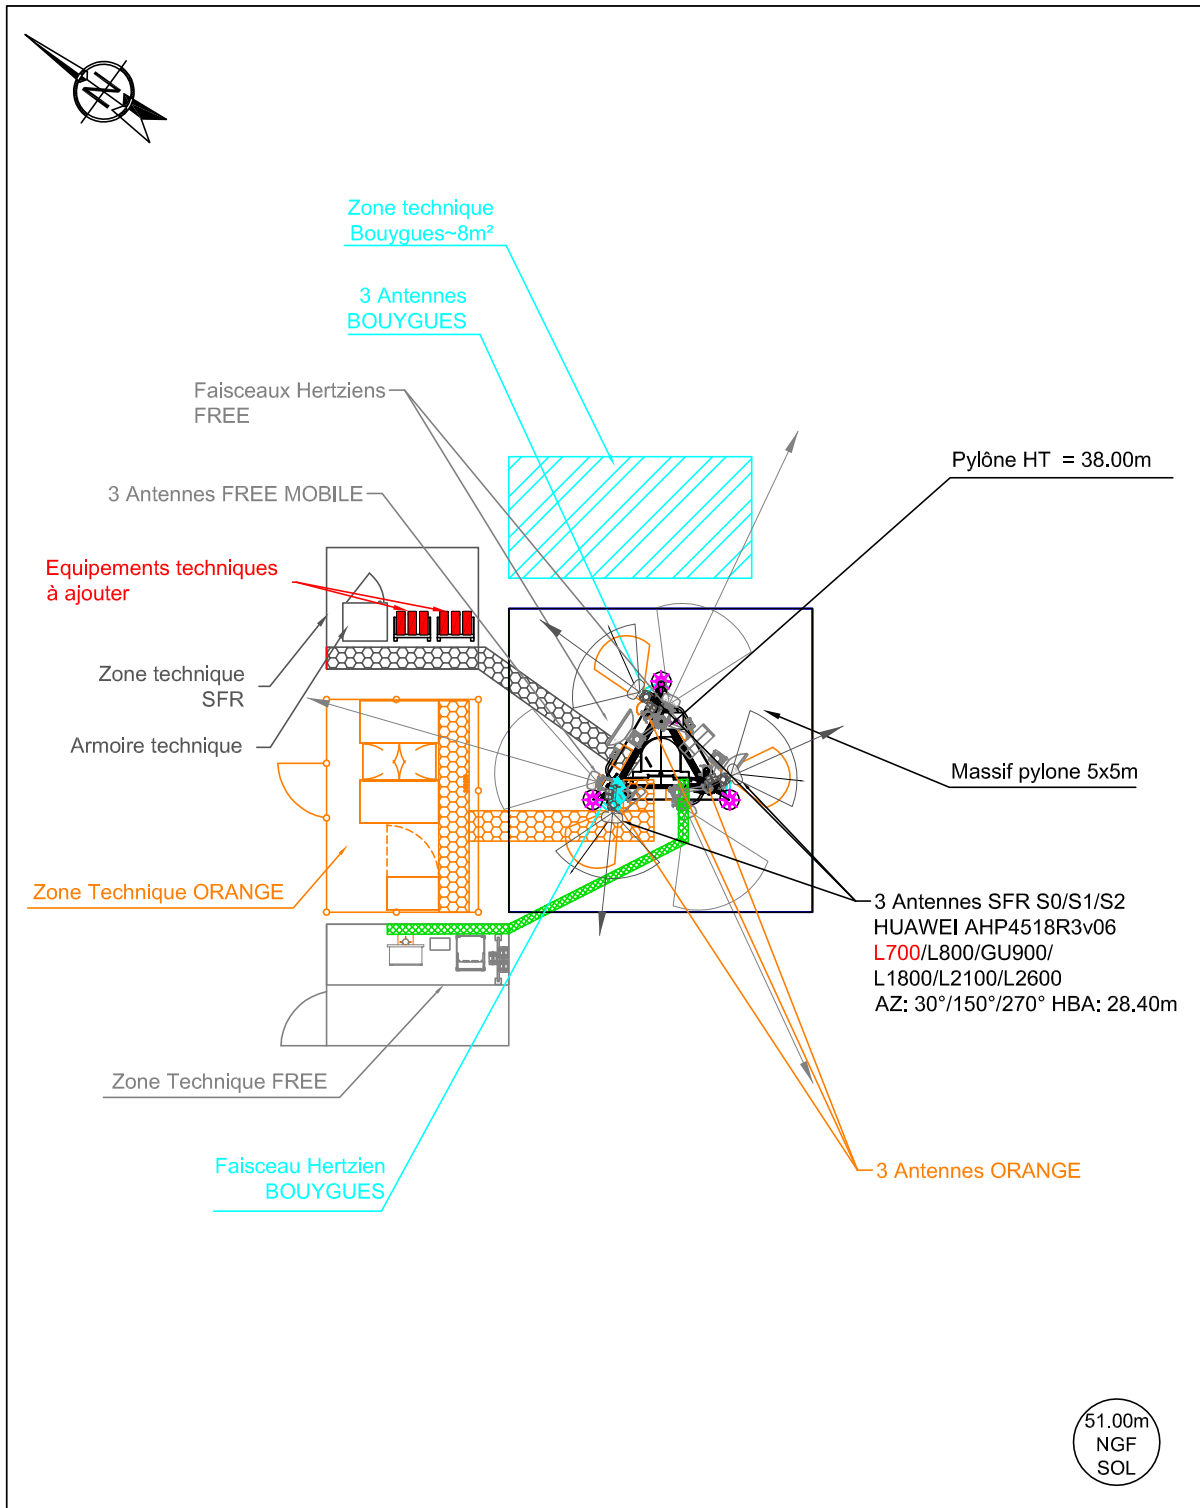 N
Zone technique
Bouygues~8m²
3 Antennes
BOUYGUES
Faisceaux Hertziens
FREE
Pylône HT = 38.00m
3 Antennes FREE MOBILE
Equipements techniques
à ajouter
Zone technique
SFR
Armoire technique
Massif pylone 5x5m
Zone Technique ORANGE
3 Antennes SFR S0/S1/S2
HUAWEI AHP4518R3v06
L700/L800/GU900/
L1800/L2100/L2600
AZ: 30°/150°/270° HBA: 28.40m
Zone Technique FREE
Faisceau Hertzien
BOUYGUES
3 Antennes ORANGE
51.00m
NGF
SOL